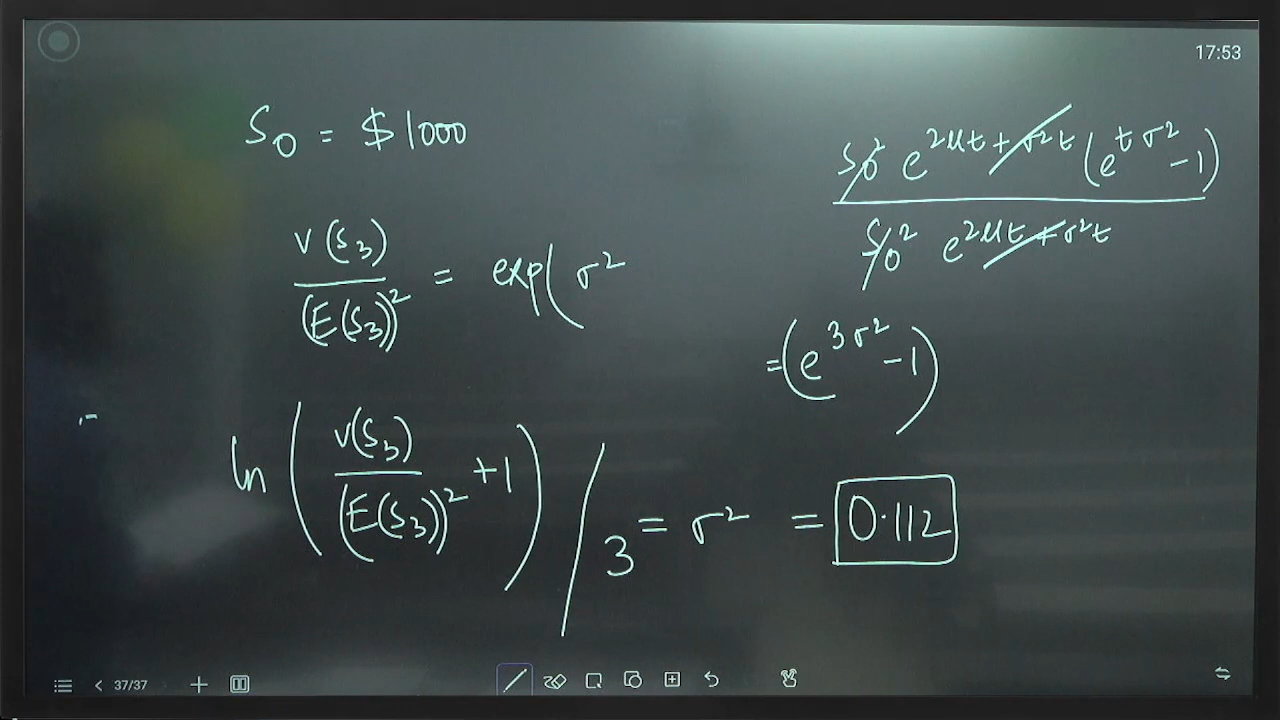 17:53
S₀ = $1000
S₀² e^{2μt+σ²t} (e^{tσ²} - 1)
S₀² e^{2μt+σ²t}
V(S₃)
(E(S₃))² = exp( σ²
= (e^{3σ²} - 1)
ln ( V(S₃) / (E(S₃))² + 1 ) / 3 = σ² = 0.112
37/37